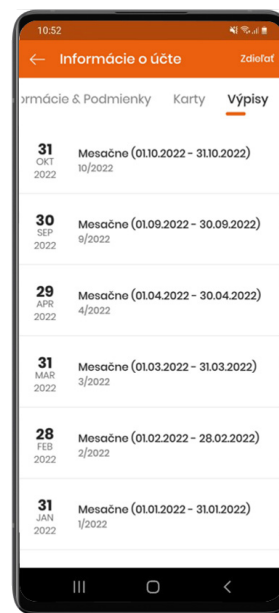 10:52
Informácie o účte
Zdieľať
ormácie & Podmienky Karty Výpisy
31
OKT
2022
Mesačne (01.10.2022 - 31.10.2022)
10/2022
30
SEP
2022
Mesačne (01.09.2022 - 30.09.2022)
9/2022
29
APR
2022
Mesačne (01.04.2022 - 30.04.2022)
4/2022
31
MAR
2022
Mesačne (01.03.2022 - 31.03.2022)
3/2022
28
FEB
2022
Mesačne (01.02.2022 - 28.02.2022)
2/2022
31
JAN
2022
Mesačne (01.01.2022 - 31.01.2022)
1/2022